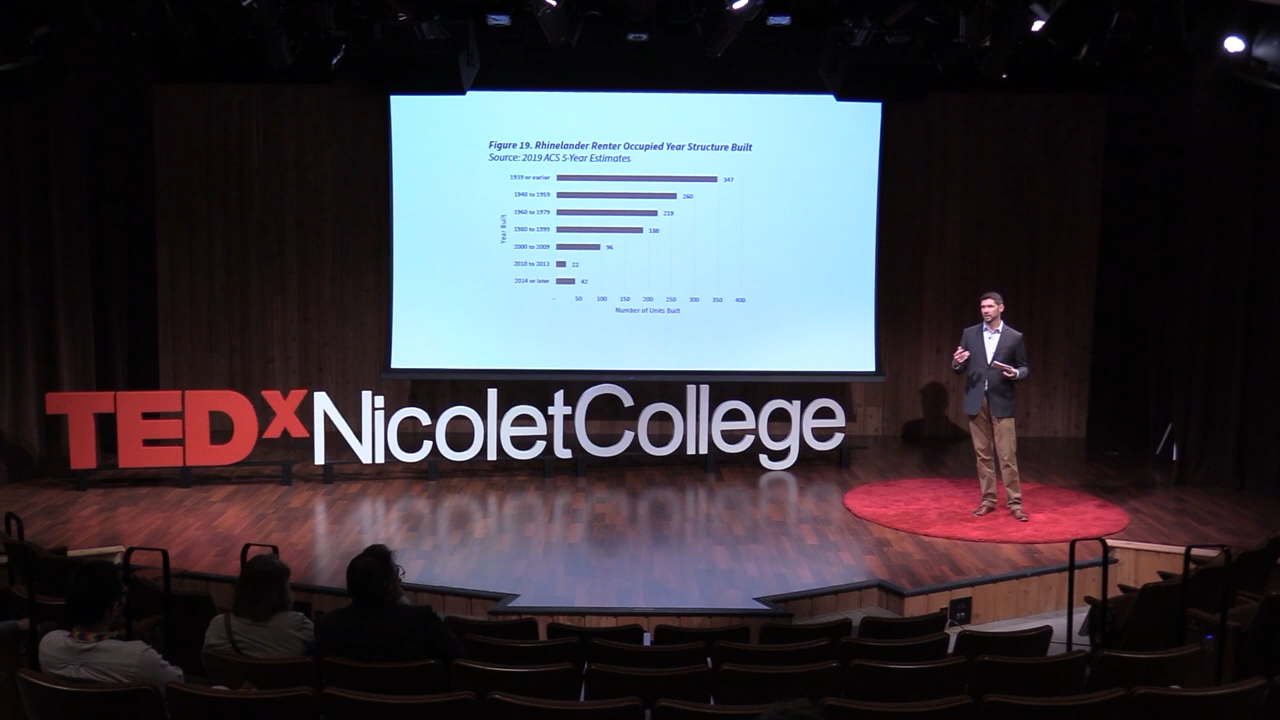 Figure 19. Rhinelander Renter Occupied Year Structure Built
Source: 2019 ACS 5-Year Estimates
Year Built
1939 or earlier 347
1940 to 1959 260
1960 to 1979 219
1980 to 1999 188
2000 to 2009 96
2010 to 2013 22
2014 or later 42
- 50 100 150 200 250 300 350 400
Number of Units Built
TEDxNicoletCollege